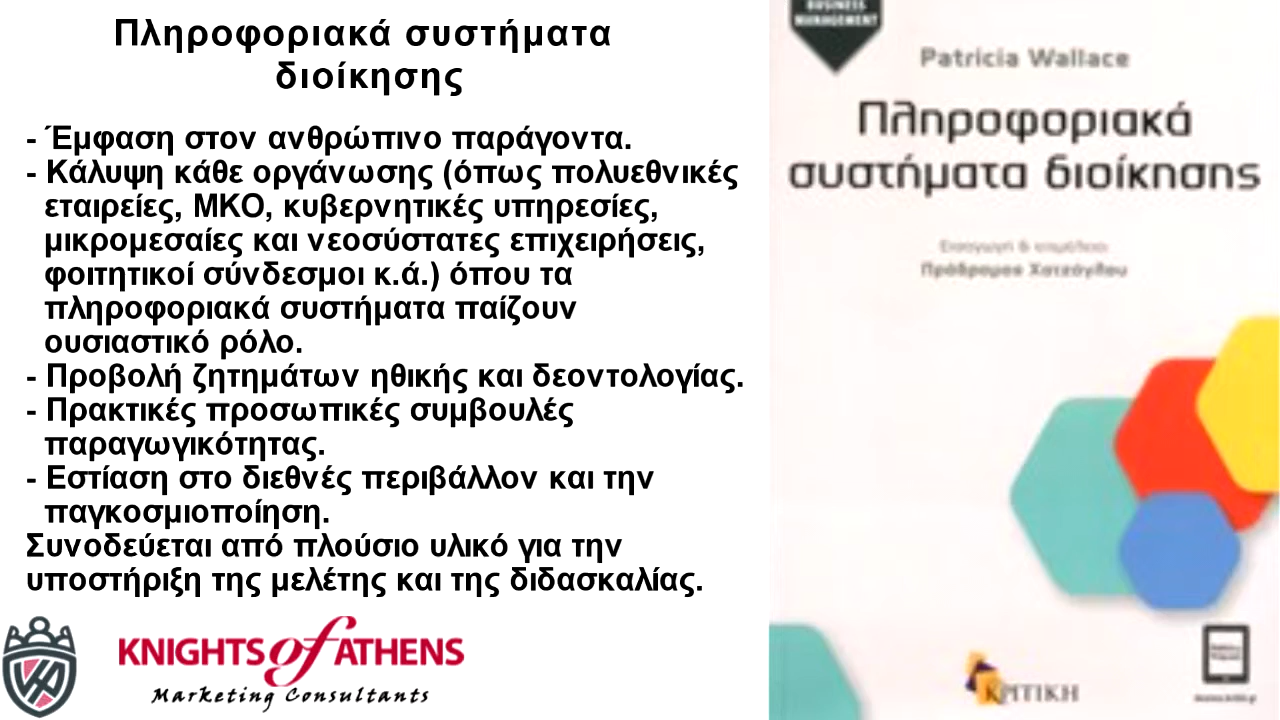 Πληροφοριακά συστήματα
διοίκησης
- Έμφαση στον ανθρώπινο παράγοντα.
- Κάλυψη κάθε οργάνωσης (όπως πολυεθνικές
εταιρείες, ΜΚΟ, κυβερνητικές υπηρεσίες,
μικρομεσαίες και νεοσύστατες επιχειρήσεις,
φοιτητικοί σύνδεσμοι κ.ά.) όπου τα
πληροφοριακά συστήματα παίζουν
ουσιαστικό ρόλο.
- Προβολή ζητημάτων ηθικής και δεοντολογίας.
- Πρακτικές προσωπικές συμβουλές
παραγωγικότητας.
- Εστίαση στο διεθνές περιβάλλον και την
παγκοσμιοποίηση.
Συνοδεύεται από πλούσιο υλικό για την
υποστήριξη της μελέτης και της διδασκαλίας.
KNIGHTS of ATHENS
Marketing Consultants
BUSINESS
MANAGEMENT
Patricia Wallace
Πληροφοριακά
συστήματα διοίκησης
Εισαγωγή & επιμέλεια
Πρόδρομος Χατζόγλου
ΚΡΙΤΙΚΗ